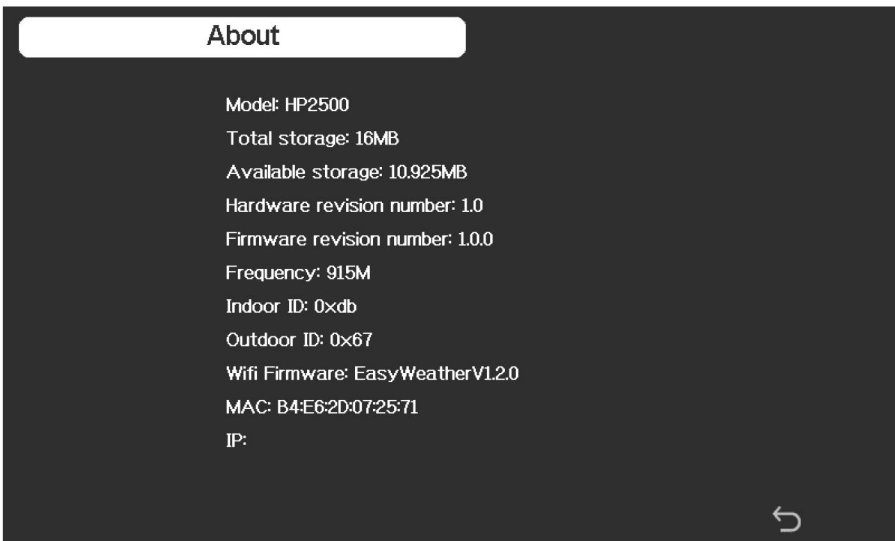 About
Model: HP2500
Total storage: 16MB
Available storage: 10.925MB
Hardware revision number: 1.0
Firmware revision number: 1.0.0
Frequency: 915M
Indoor ID: 0xdb
Outdoor ID: 0x67
Wifi Firmware: EasyWeatherV1.2.0
MAC: B4:E6:2D:07:25:71
IP: